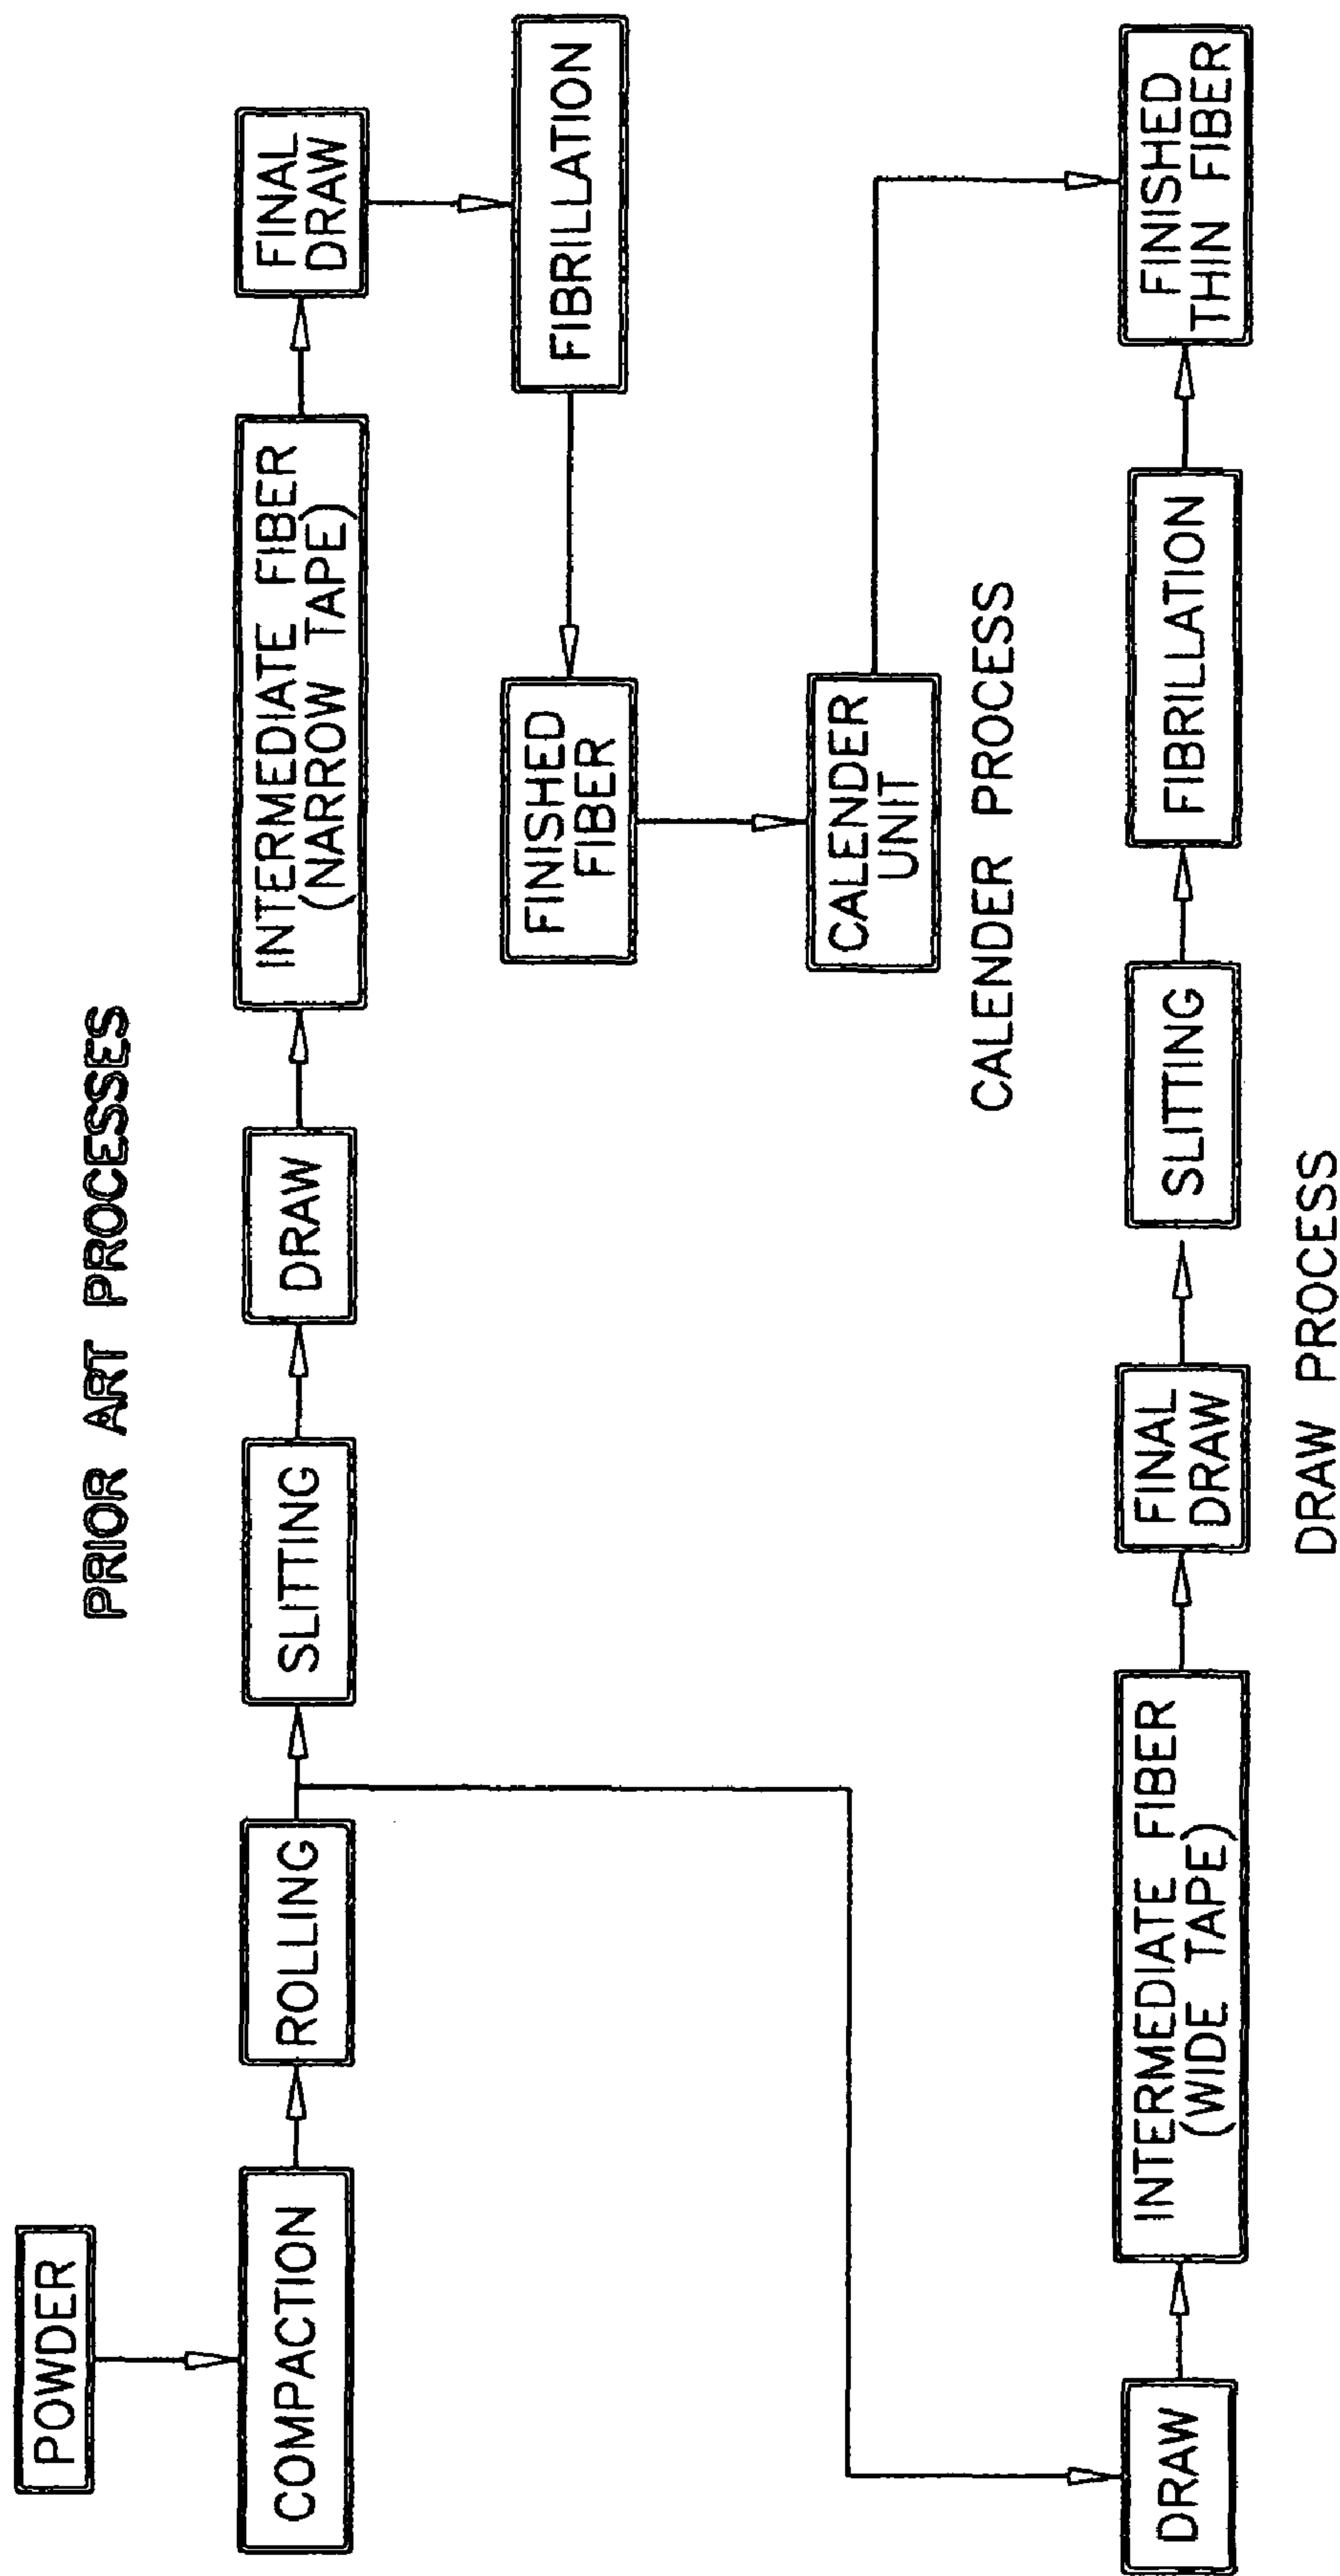 PRIOR ART PROCESSES
POWDER
COMPACTION
ROLLING
SLITTING
DRAW
INTERMEDIATE FIBER
(NARROW TAPE)
FINAL
DRAW
FIBRILLATION
FINISHED
FIBER
CALENDER
UNIT
CALENDER PROCESS
DRAW
INTERMEDIATE FIBER
(WIDE TAPE)
FINAL
DRAW
SLITTING
FIBRILLATION
FINISHED
THIN FIBER
DRAW PROCESS